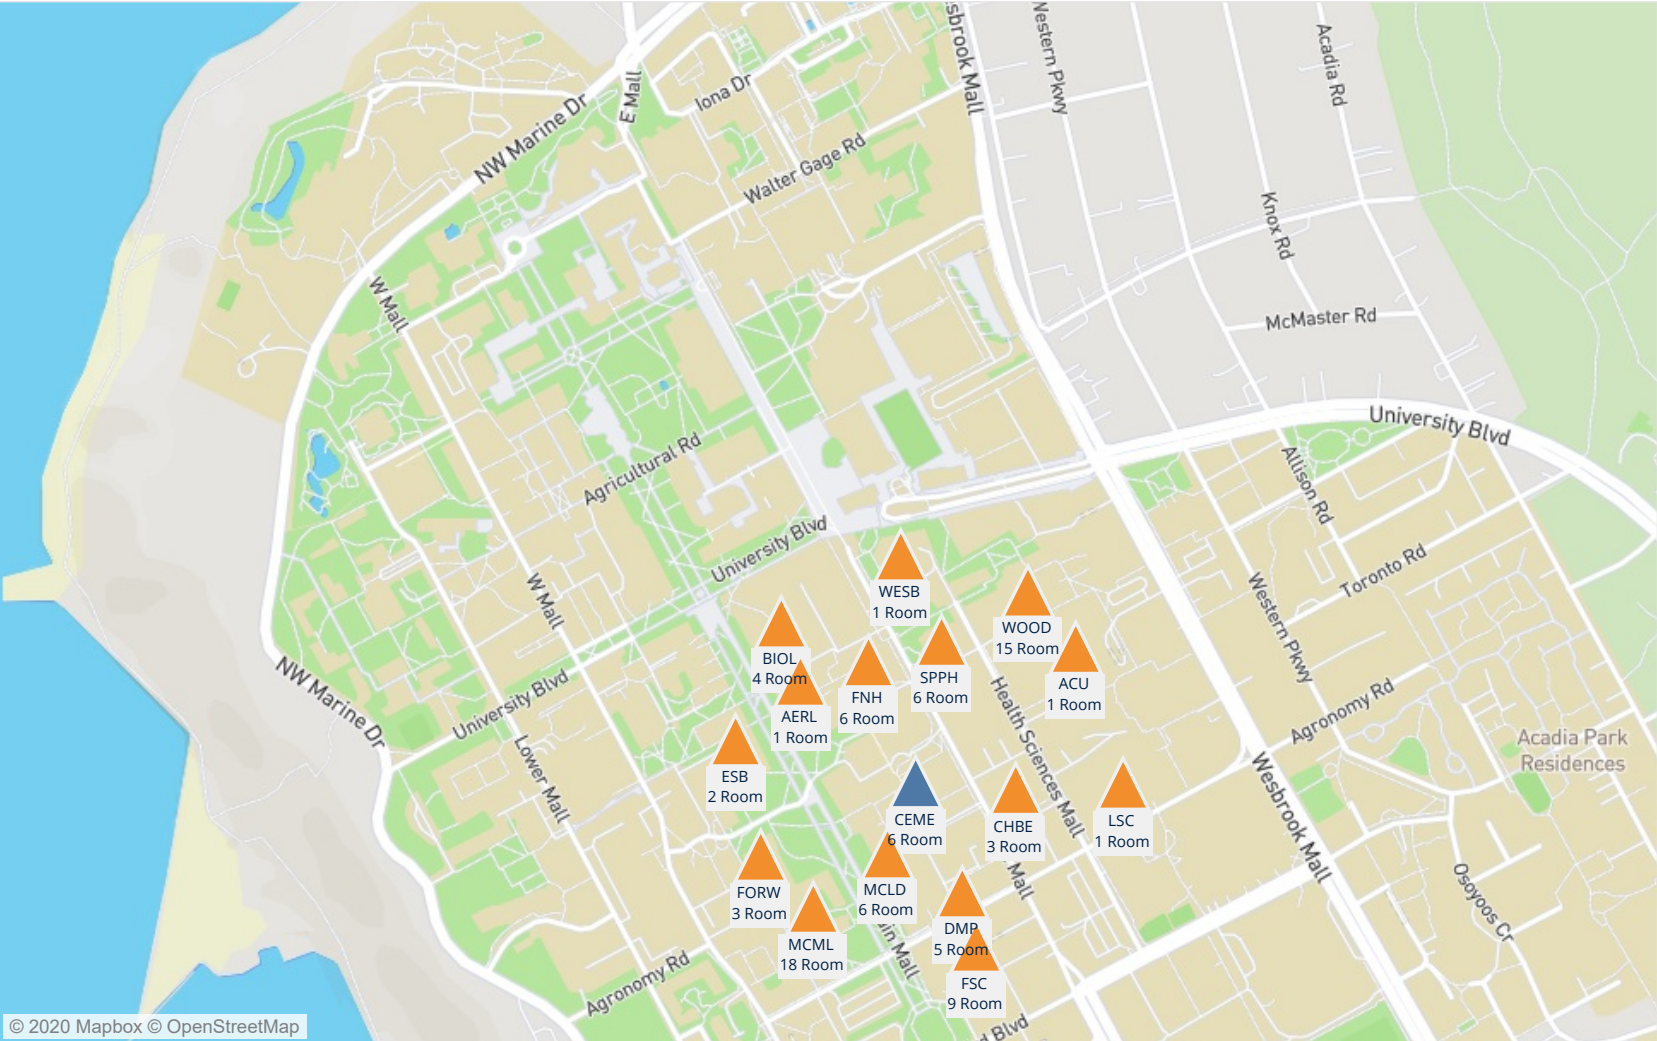 sbrook Mall
Western Pkwy
Acadia Rd
E Mall
Iona Dr
NW Marine Dr
Walter Gage Rd
Knox Rd
W Mall
McMaster Rd
University Blvd
Agricultural Rd
Allison Rd
University Blvd
Toronto Rd
W Mall
Western Pkwy
WESB
1 Room
WOOD
15 Room
BIOL
4 Room
SPPH
6 Room
ACU
1 Room
FNH
6 Room
AERL
1 Room
NW Marine Dr
University Blvd
Health Sciences Mall
Agronomy Rd
Acadia Park
Residences
Lower Mall
ESB
2 Room
CEME
6 Room
CHBE
3 Room
LSC
1 Room
Wesbrook Mall
Mall
FORW
3 Room
MCLD
6 Room
Osoyoos Cr
MCML
18 Room
DMP
5 Room
in Mall
Agronomy Rd
FSC
9 Room
d Blvd
© 2020 Mapbox © OpenStreetMap